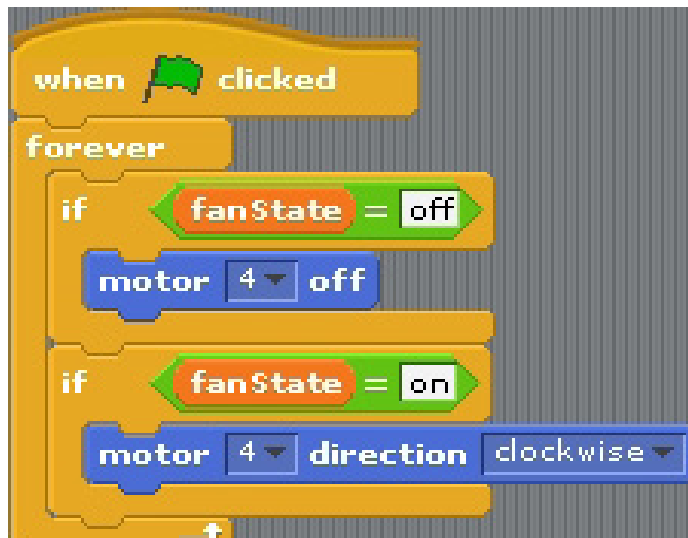 when clicked
forever
if fanState = off
motor 4 off
if fanState = on
motor 4 direction clockwise